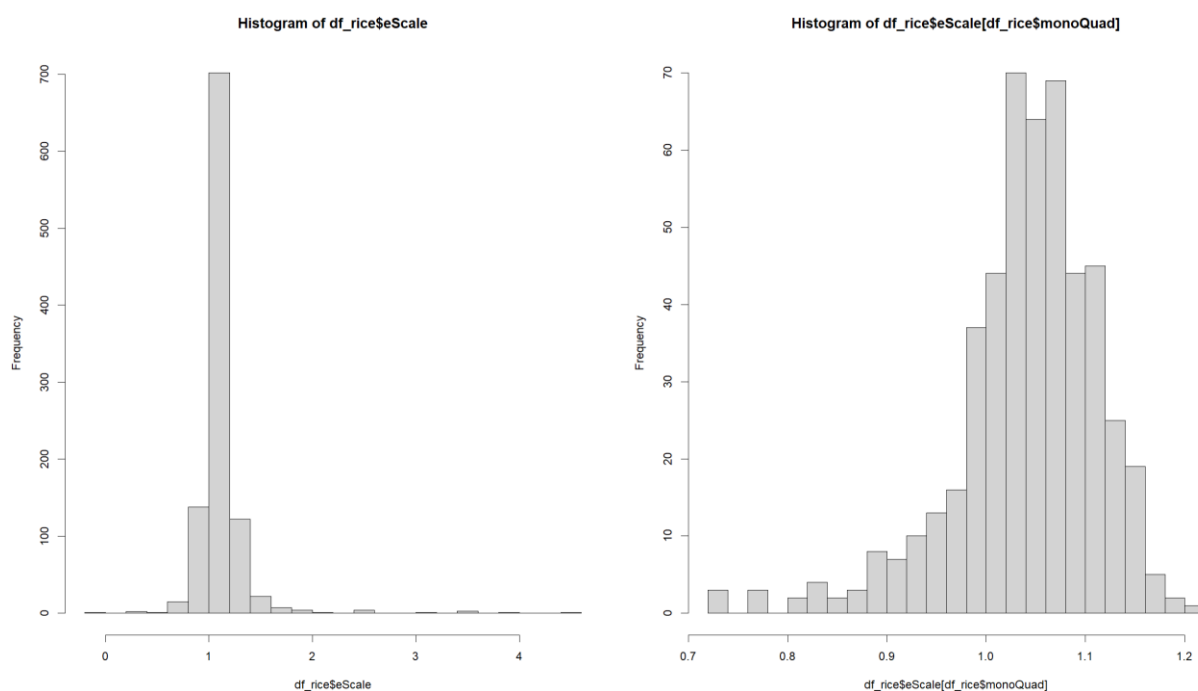 Histogram of df_rice$eScale
Frequency
0
100
200
300
400
500
600
700
0 1 2 3 4
df_rice$eScale
Histogram of df_rice$eScale[df_rice$monoQuad]
Frequency
0
10
20
30
40
50
60
70
0.7 0.8 0.9 1.0 1.1 1.2
df_rice$eScale[df_rice$monoQuad]